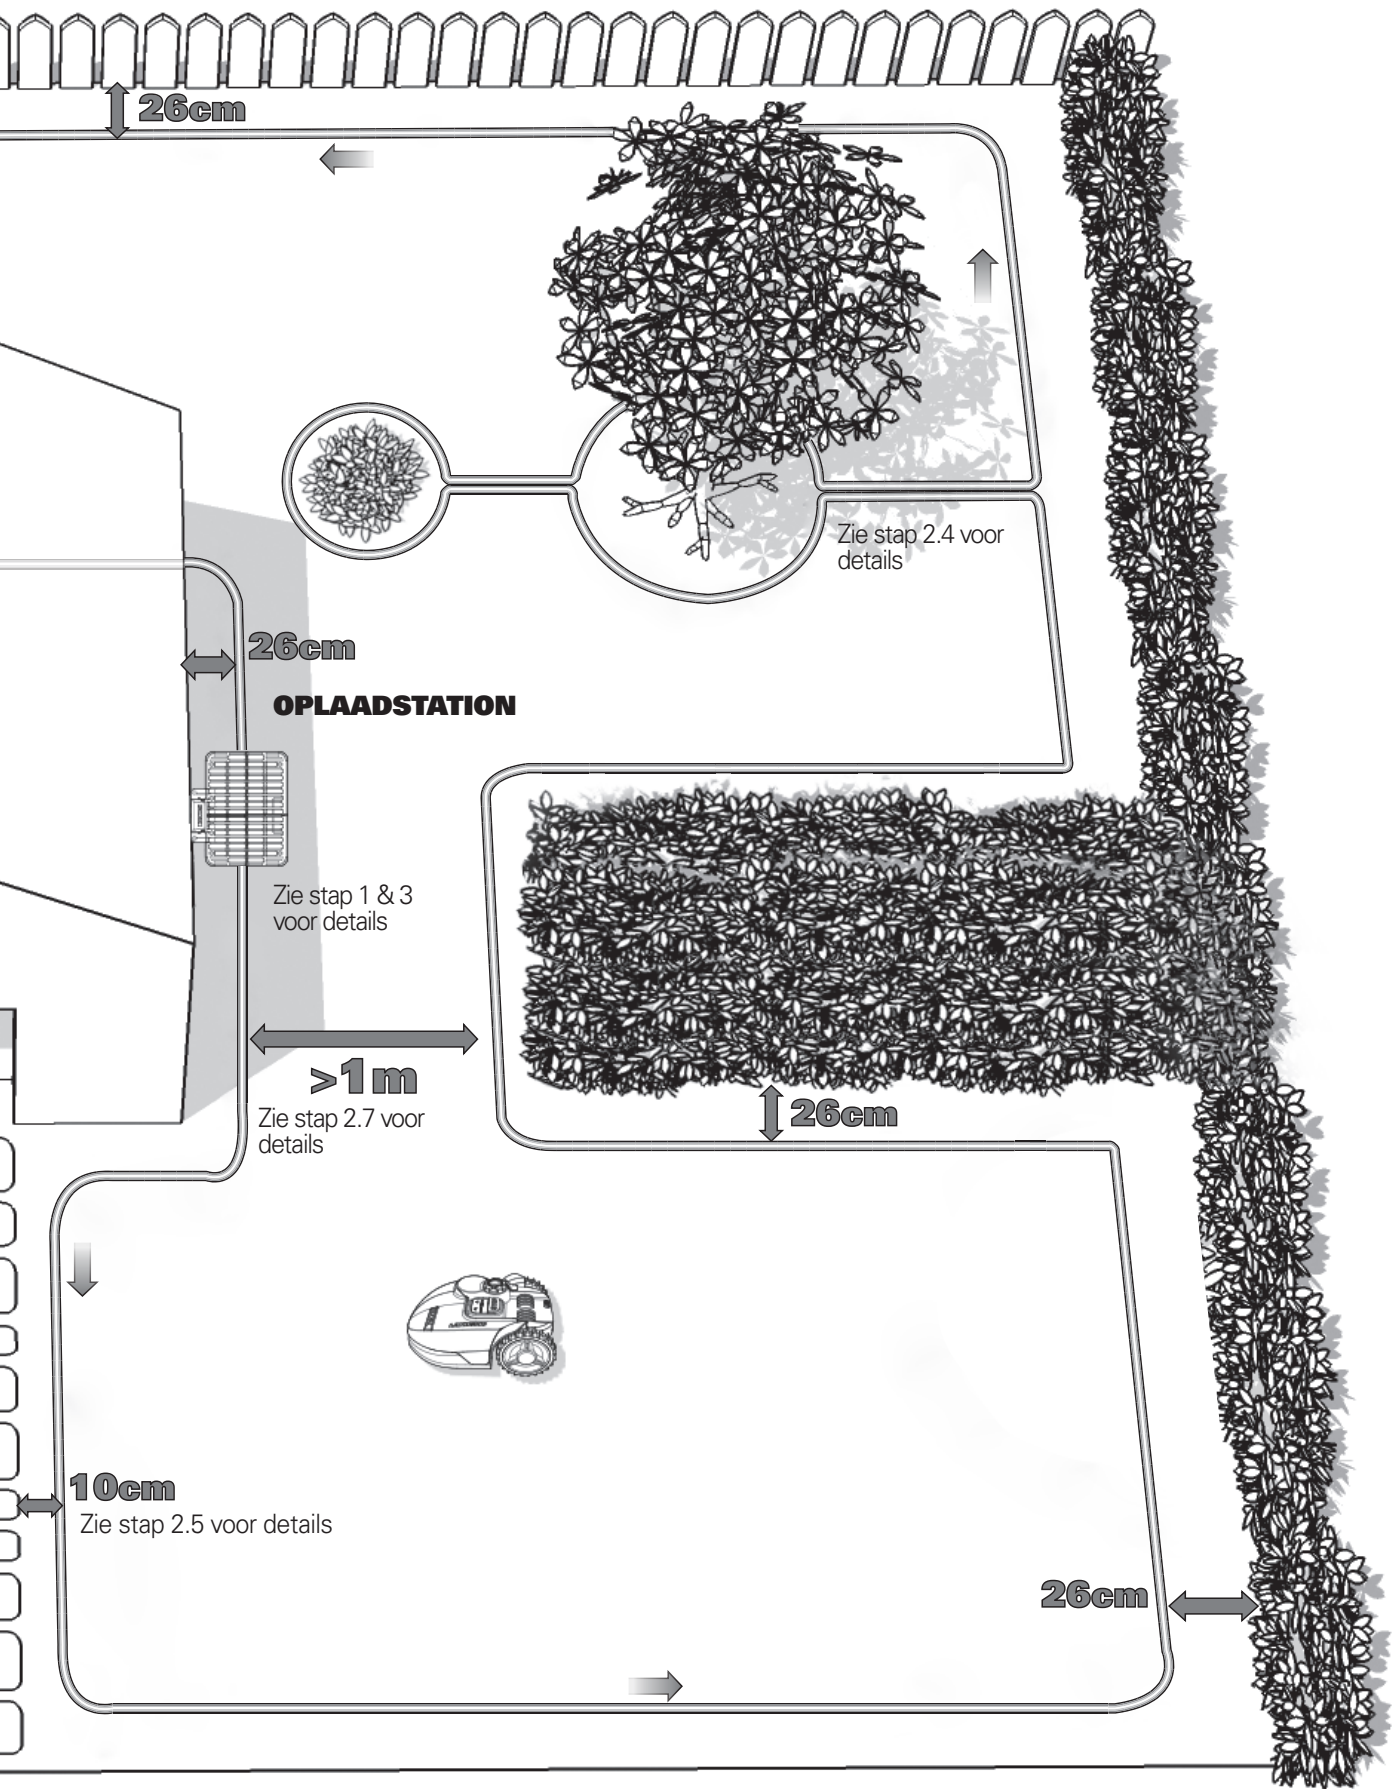 26cm
Zie stap 2.4 voor
details
26cm
OPLAADSTATION
Zie stap 1 & 3
voor details
>1m
Zie stap 2.7 voor
details
26cm
10cm
Zie stap 2.5 voor details
26cm